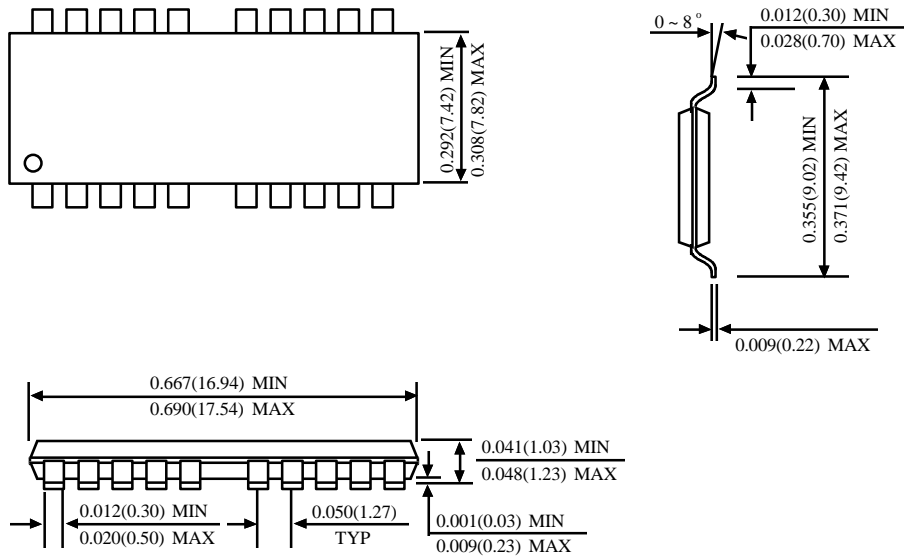 0.292(7.42) MIN
0.308(7.82) MAX
0 ~ 8°
0.012(0.30) MIN
0.028(0.70) MAX
0.355(9.02) MIN
0.371(9.42) MAX
0.009(0.22) MAX
0.667(16.94) MIN
0.690(17.54) MAX
0.041(1.03) MIN
0.048(1.23) MAX
0.012(0.30) MIN
0.020(0.50) MAX
0.050(1.27)
TYP
0.001(0.03) MIN
0.009(0.23) MAX